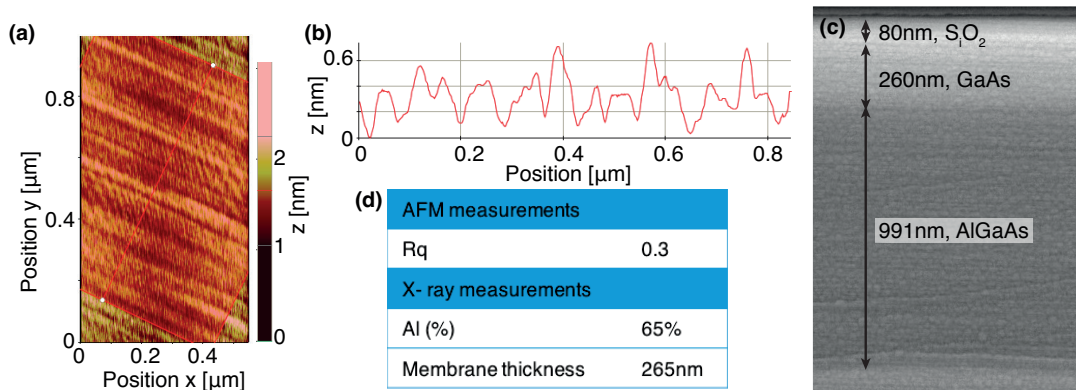 (a)
0.8
0.4
0
Position y [µm]
0
0.2
0.4
Position x [µm]
2
1
0
z [nm]
(b)
0.6
0
z [nm]
0
0.2
0.4
0.6
0.8
Position [µm]
(d)
AFM measurements
Rq 0.3
X- ray measurements
Al (%) 65%
Membrane thickness 265nm
(c)
80nm, SiO2
260nm, GaAs
991nm, AlGaAs